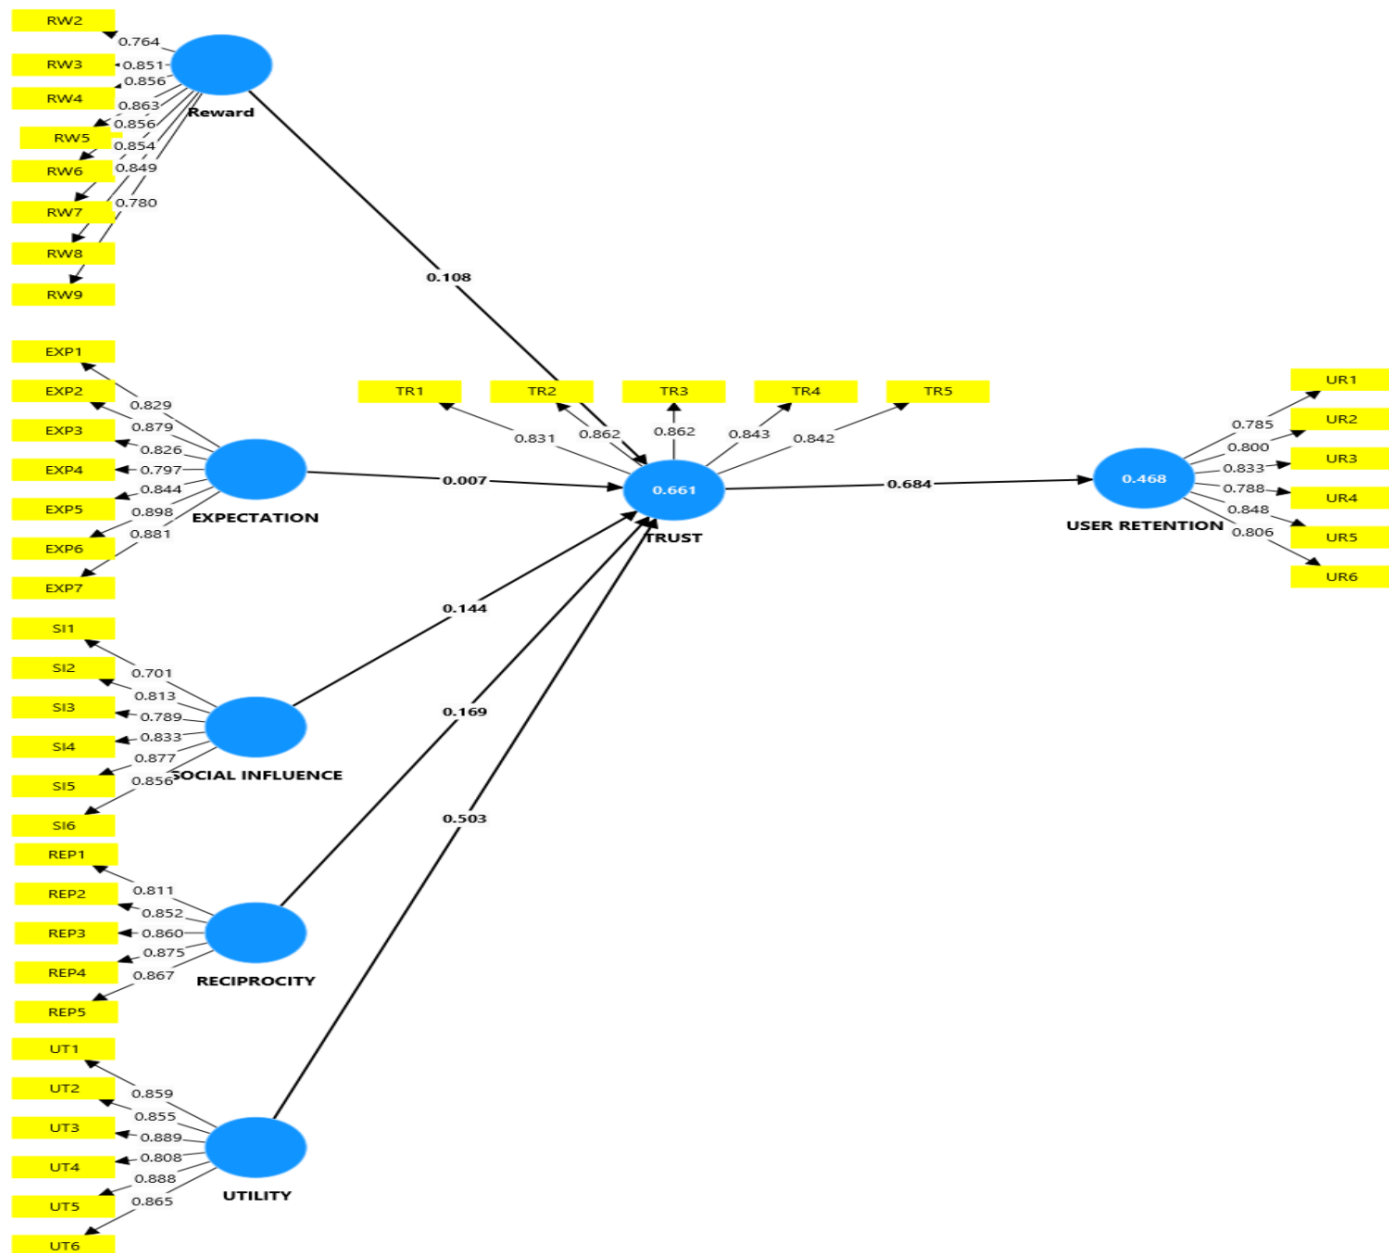 RW2
0.764
RW3
0.851
0.856
RW4
0.863
Reward
0.856
RW5
0.854
RW6
0.849
0.780
RW7
RW8
RW9
0.108
EXP1
EXP2
0.829
0.879
EXP3
0.826
EXP4
0.797
0.844
EXP5
0.898
EXPECTATION
0.881
EXP6
EXP7
0.007
TR1
TR2
TR3
TR4
TR5
0.831
0.862
0.862
0.843
0.842
0.661
TRUST
0.684
UR1
UR2
0.785
0.800
UR3
0.833
0.468
0.788
UR4
0.848
USER RETENTION
0.806
UR5
UR6
SI1
SI2
0.701
0.813
SI3
0.789
0.833
SI4
0.877
0.856
SOCIAL INFLUENCE
SI5
SI6
0.144
REP1
REP2
0.811
0.852
REP3
0.860
0.875
REP4
0.867
RECIPROCITY
REP5
0.169
UT1
UT2
0.859
0.855
UT3
0.889
0.808
UT4
0.888
0.865
UTILITY
UT5
UT6
0.503